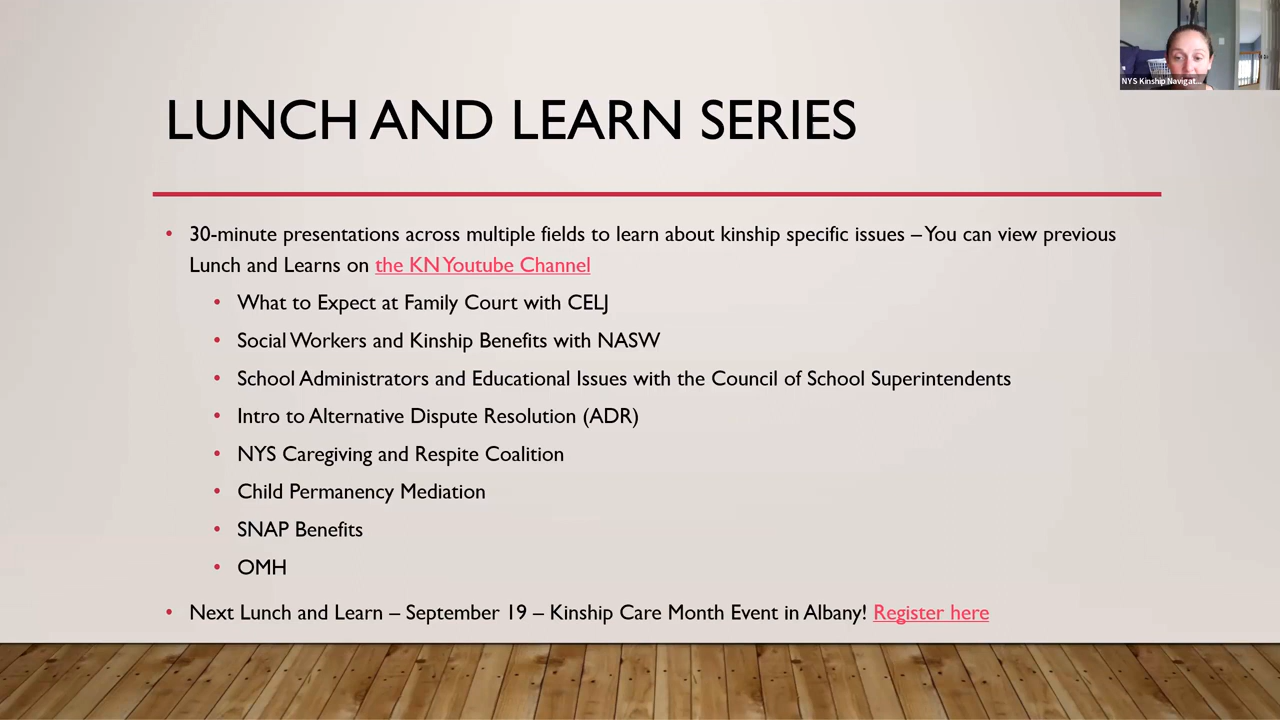 NYS Kinship Navigat...
LUNCH AND LEARN SERIES
• 30-minute presentations across multiple fields to learn about kinship specific issues – You can view previous
Lunch and Learns on the KN Youtube Channel
• What to Expect at Family Court with CELJ
• Social Workers and Kinship Benefits with NASW
• School Administrators and Educational Issues with the Council of School Superintendents
• Intro to Alternative Dispute Resolution (ADR)
• NYS Caregiving and Respite Coalition
• Child Permanency Mediation
• SNAP Benefits
• OMH
• Next Lunch and Learn – September 19 – Kinship Care Month Event in Albany! Register here